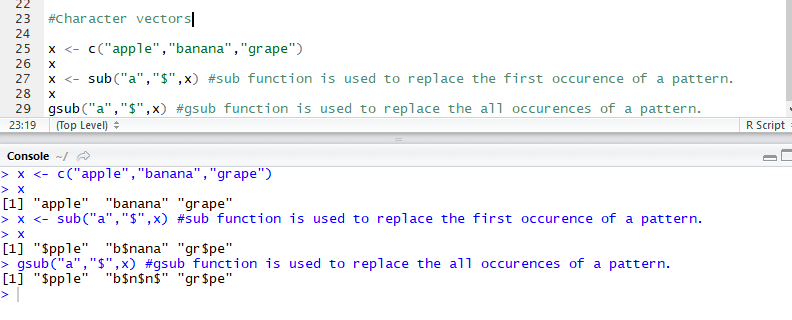 22
23 #Character vectors
24
25 x <- c("apple","banana","grape")
26 x
27 x <- sub("a","$",x) #sub function is used to replace the first occurence of a pattern.
28 x
29 gsub("a","$",x) #gsub function is used to replace the all occurences of a pattern.
23:19 (Top Level) R Script
Console ~/
> x <- c("apple","banana","grape")
> x
[1] "apple"  "banana" "grape"
> x <- sub("a","$",x) #sub function is used to replace the first occurence of a pattern.
> x
[1] "$pple"  "b$nana" "gr$pe"
> gsub("a","$",x) #gsub function is used to replace the all occurences of a pattern.
[1] "$pple"  "b$n$n$" "gr$pe"
>